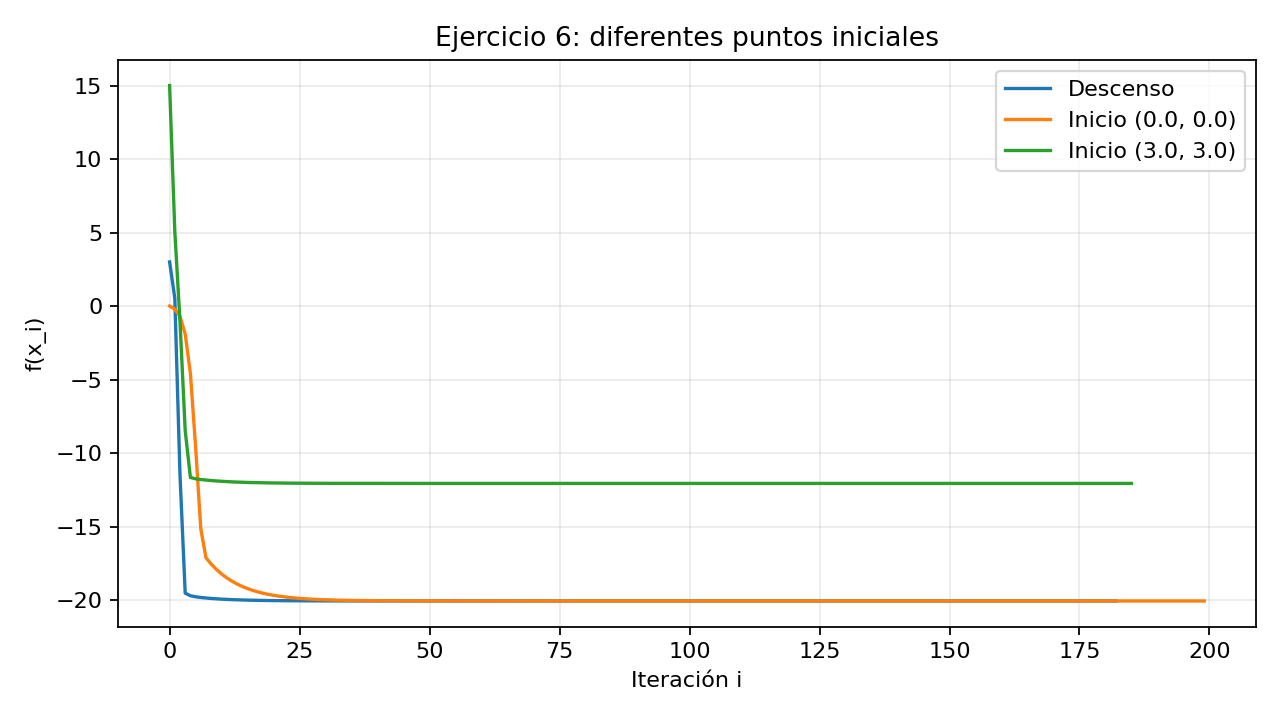 Ejercicio 6: diferentes puntos iniciales
Descenso
Inicio (0.0, 0.0)
Inicio (3.0, 3.0)
15
10
5
0
−5
−10
−15
−20
f(x_i)
0 25 50 75 100 125 150 175 200
Iteración i